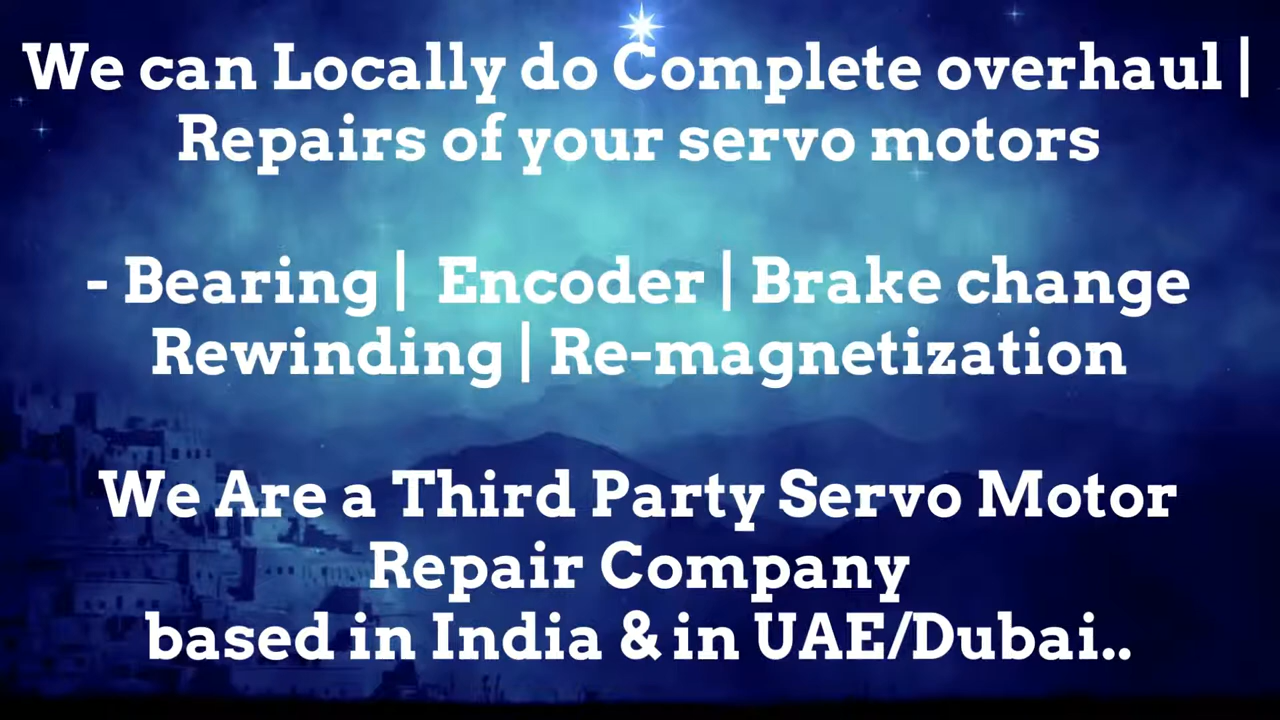 We can Locally do Complete overhaul |
Repairs of your servo motors
- Bearing | Encoder | Brake change
Rewinding | Re-magnetization
We Are a Third Party Servo Motor
Repair Company
based in India & in UAE/Dubai..